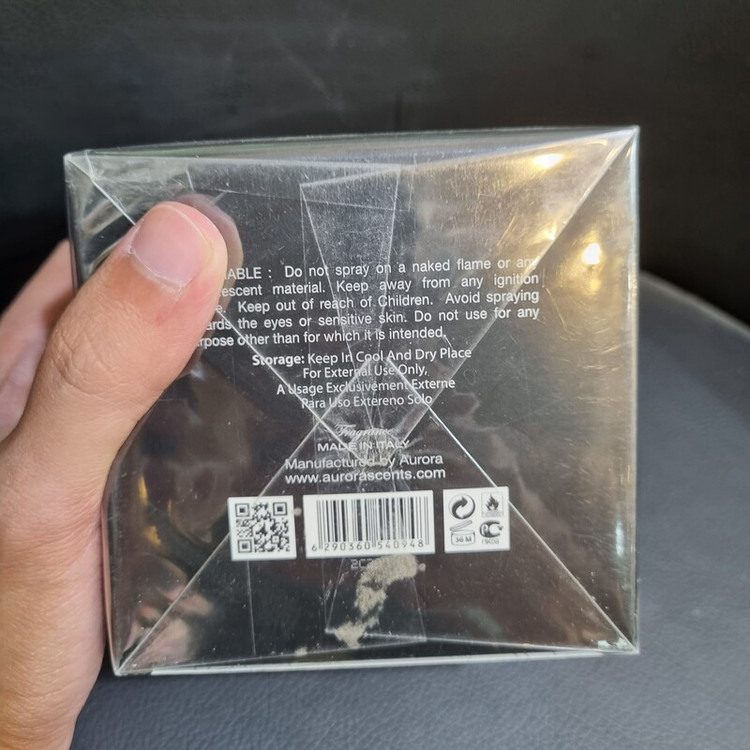 ABLE : Do not spray on a naked flame or any
escent material. Keep away from any ignition
Keep out of reach of Children. Avoid spraying
the eyes or sensitive skin. Do not use for any
other than for which it is intended.
Storage: Keep In Cool And Dry Place
For External Use Only,
A Usage Exclusivement Externe
Para Uso Extereno Solo
Fragrance
MADE IN ITALY
Manufactured by Aurora
www.aurorascents.com
6 290360 540948
36 M